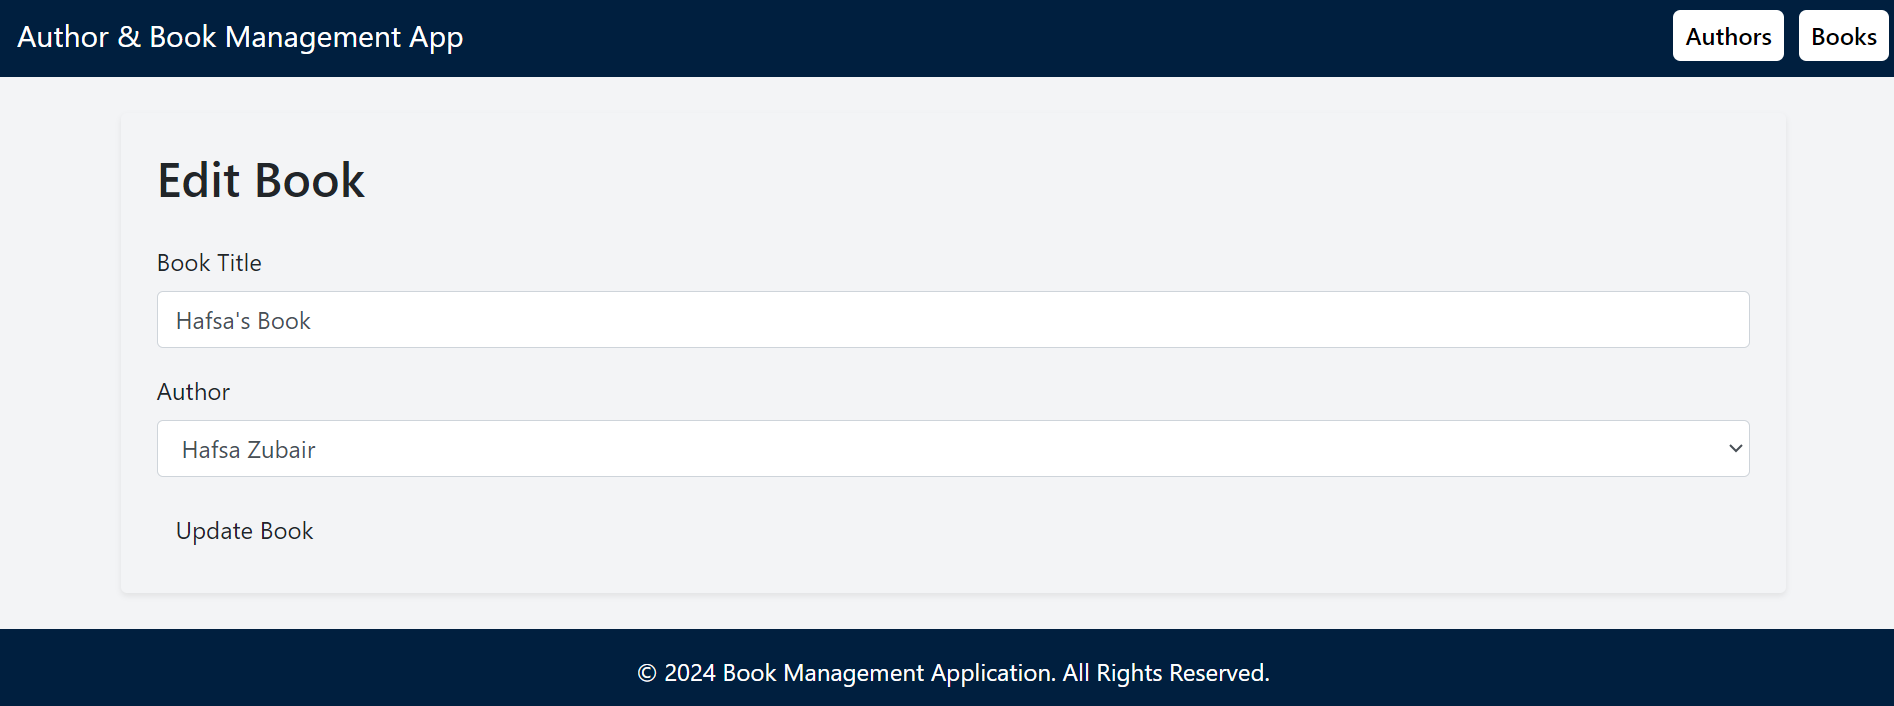 Author & Book Management App
Authors
Books
Edit Book
Book Title
Hafsa's Book
Author
Hafsa Zubair
Update Book
© 2024 Book Management Application. All Rights Reserved.